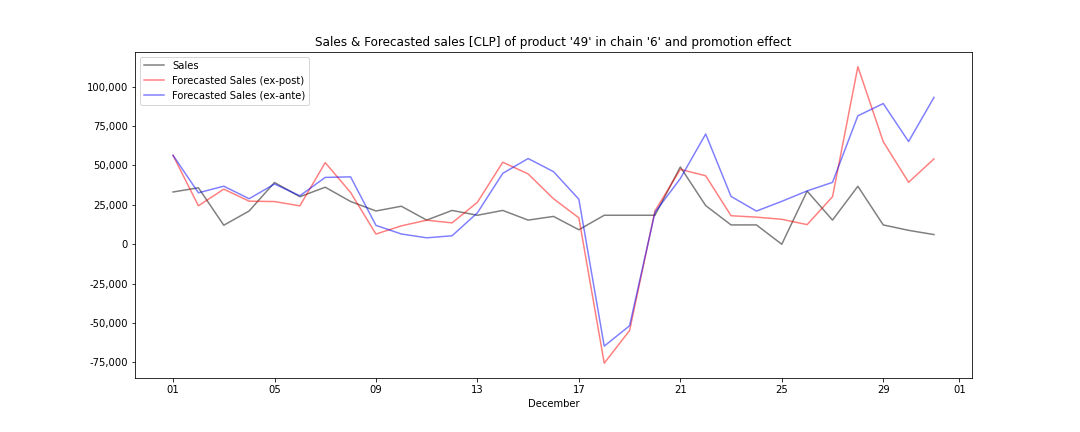 Sales & Forecasted sales [CLP] of product '49' in chain '6' and promotion effect
Sales
Forecasted Sales (ex-post)
Forecasted Sales (ex-ante)
100,000
75,000
50,000
25,000
0
-25,000
-50,000
-75,000
01 05 09 13 17 21 25 29 01
December